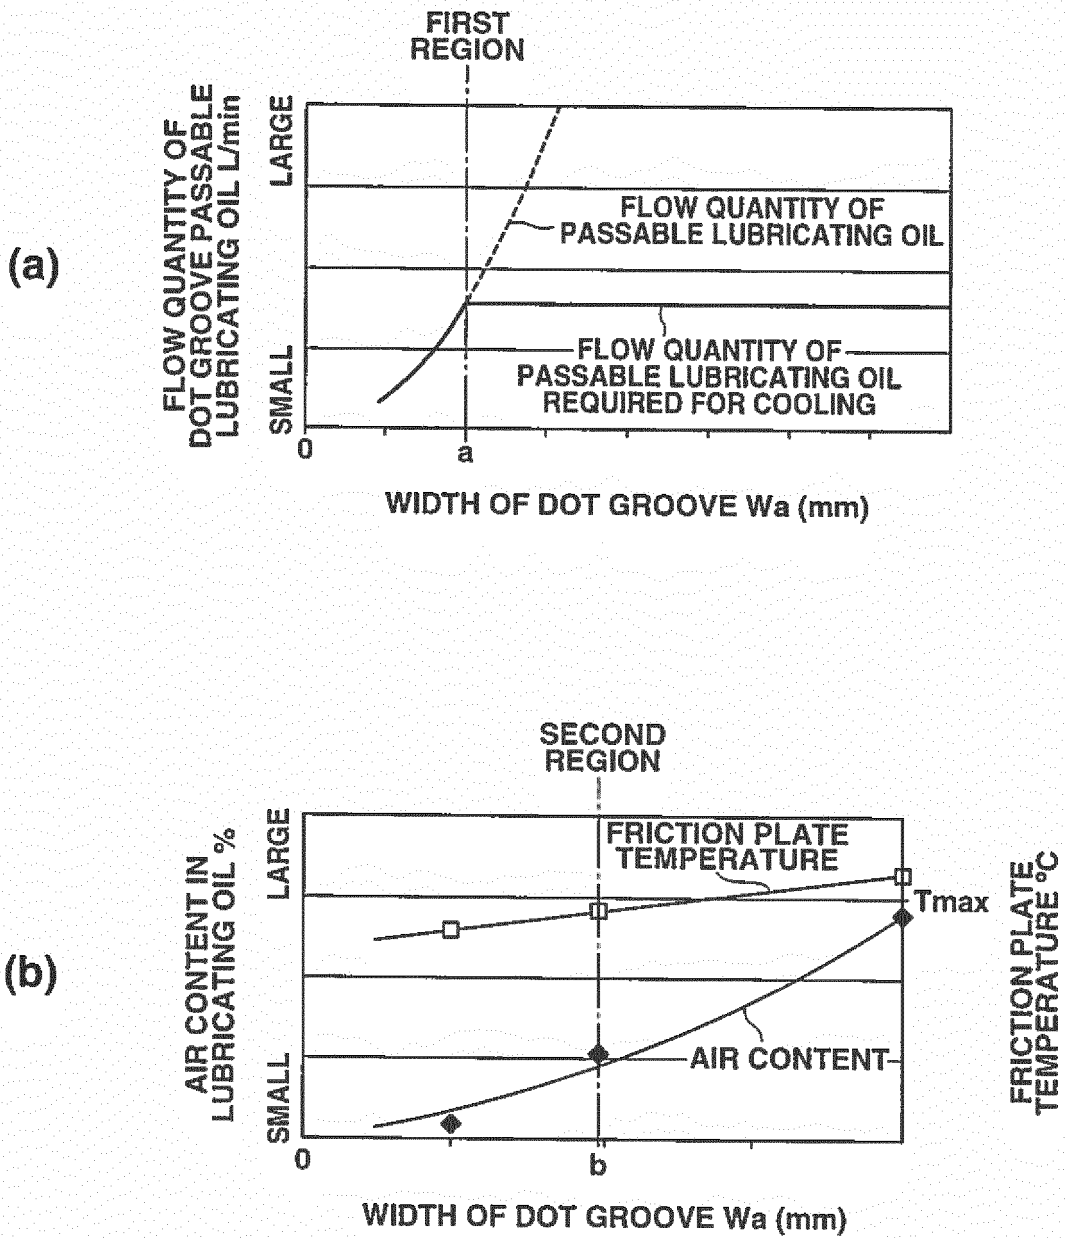 FIRST
REGION
FLOW QUANTITY OF
DOT GROOVE PASSABLE
LUBRICATING OIL L/min
LARGE
SMALL
(a)
FLOW QUANTITY OF
PASSABLE LUBRICATING OIL
FLOW QUANTITY OF
PASSABLE LUBRICATING OIL
REQUIRED FOR COOLING
0
a
WIDTH OF DOT GROOVE Wa (mm)
SECOND
REGION
AIR CONTENT IN
LUBRICATING OIL %
LARGE
SMALL
(b)
FRICTION PLATE
TEMPERATURE
Tmax
AIR CONTENT
FRICTION PLATE
TEMPERATURE °C
0
b
WIDTH OF DOT GROOVE Wa (mm)